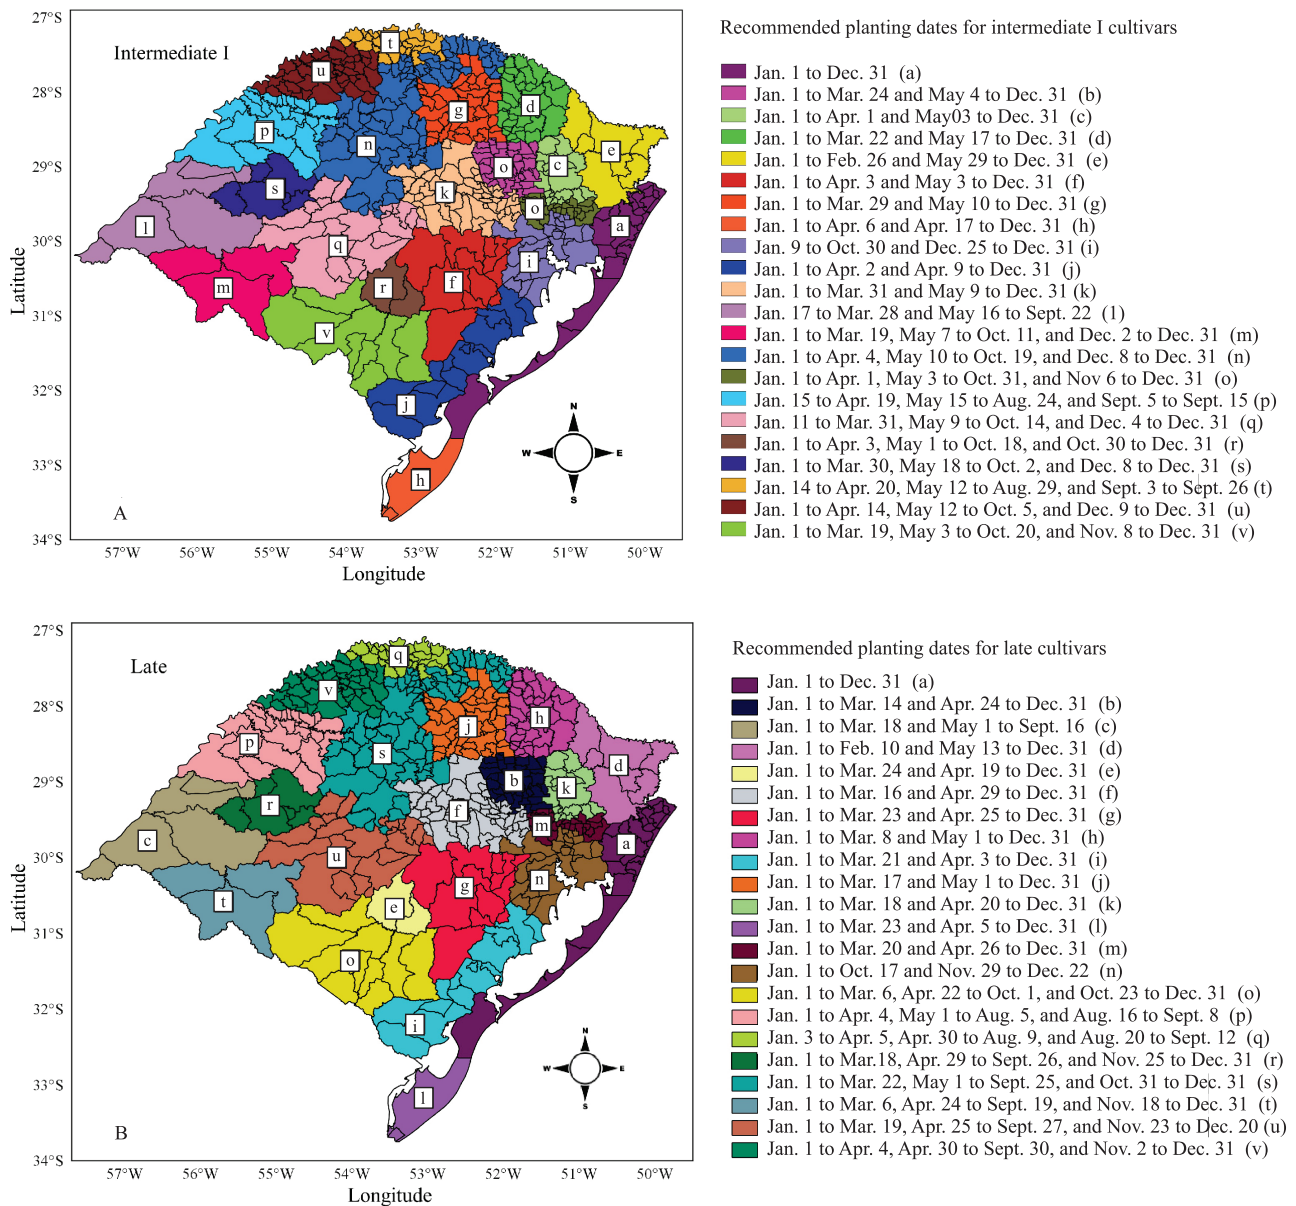 Intermediate I
27°S
28°S
29°S
30°S
31°S
32°S
33°S
34°S
Latitude
57°W 56°W 55°W 54°W 53°W 52°W 51°W 50°W
Longitude
A
t
u
d
g
p
n
e
o
c
k
s
o
l
a
q
i
f
m
r
v
j
h
N
W E
S
Recommended planting dates for intermediate I cultivars
Jan. 1 to Dec. 31 (a)
Jan. 1 to Mar. 24 and May 4 to Dec. 31 (b)
Jan. 1 to Apr. 1 and May03 to Dec. 31 (c)
Jan. 1 to Mar. 22 and May 17 to Dec. 31 (d)
Jan. 1 to Feb. 26 and May 29 to Dec. 31 (e)
Jan. 1 to Apr. 3 and May 3 to Dec. 31 (f)
Jan. 1 to Mar. 29 and May 10 to Dec. 31 (g)
Jan. 1 to Apr. 6 and Apr. 17 to Dec. 31 (h)
Jan. 9 to Oct. 30 and Dec. 25 to Dec. 31 (i)
Jan. 1 to Apr. 2 and Apr. 9 to Dec. 31 (j)
Jan. 1 to Mar. 31 and May 9 to Dec. 31 (k)
Jan. 17 to Mar. 28 and May 16 to Sept. 22 (l)
Jan. 1 to Mar. 19, May 7 to Oct. 11, and Dec. 2 to Dec. 31 (m)
Jan. 1 to Apr. 4, May 10 to Oct. 19, and Dec. 8 to Dec. 31 (n)
Jan. 1 to Apr. 1, May 3 to Oct. 31, and Nov 6 to Dec. 31 (o)
Jan. 15 to Apr. 19, May 15 to Aug. 24, and Sept. 5 to Sept. 15 (p)
Jan. 11 to Mar. 31, May 9 to Oct. 14, and Dec. 4 to Dec. 31 (q)
Jan. 1 to Apr. 3, May 1 to Oct. 18, and Oct. 30 to Dec. 31 (r)
Jan. 1 to Mar. 30, May 18 to Oct. 2, and Dec. 8 to Dec. 31 (s)
Jan. 14 to Apr. 20, May 12 to Aug. 29, and Sept. 3 to Sept. 26 (t)
Jan. 1 to Apr. 14, May 12 to Oct. 5, and Dec. 9 to Dec. 31 (u)
Jan. 1 to Mar. 19, May 3 to Oct. 20, and Nov. 8 to Dec. 31 (v)
Late
27°S
28°S
29°S
30°S
31°S
32°S
33°S
34°S
Latitude
57°W 56°W 55°W 54°W 53°W 52°W 51°W 50°W
Longitude
B
q
v
h
j
p
s
d
b
k
r
f
m
c
a
u
n
g
t
e
o
i
l
N
W E
S
Recommended planting dates for late cultivars
Jan. 1 to Dec. 31 (a)
Jan. 1 to Mar. 14 and Apr. 24 to Dec. 31 (b)
Jan. 1 to Mar. 18 and May 1 to Sept. 16 (c)
Jan. 1 to Feb. 10 and May 13 to Dec. 31 (d)
Jan. 1 to Mar. 24 and Apr. 19 to Dec. 31 (e)
Jan. 1 to Mar. 16 and Apr. 29 to Dec. 31 (f)
Jan. 1 to Mar. 23 and Apr. 25 to Dec. 31 (g)
Jan. 1 to Mar. 8 and May 1 to Dec. 31 (h)
Jan. 1 to Mar. 21 and Apr. 3 to Dec. 31 (i)
Jan. 1 to Mar. 17 and May 1 to Dec. 31 (j)
Jan. 1 to Mar. 18 and Apr. 20 to Dec. 31 (k)
Jan. 1 to Mar. 23 and Apr. 5 to Dec. 31 (l)
Jan. 1 to Mar. 20 and Apr. 26 to Dec. 31 (m)
Jan. 1 to Oct. 17 and Nov. 29 to Dec. 22 (n)
Jan. 1 to Mar. 6, Apr. 22 to Oct. 1, and Oct. 23 to Dec. 31 (o)
Jan. 1 to Apr. 4, May 1 to Aug. 5, and Aug. 16 to Sept. 8 (p)
Jan. 3 to Apr. 5, Apr. 30 to Aug. 9, and Aug. 20 to Sept. 12 (q)
Jan. 1 to Mar.18, Apr. 29 to Sept. 26, and Nov. 25 to Dec. 31 (r)
Jan. 1 to Mar. 22, May 1 to Sept. 25, and Oct. 31 to Dec. 31 (s)
Jan. 1 to Mar. 6, Apr. 24 to Sept. 19, and Nov. 18 to Dec. 31 (t)
Jan. 1 to Mar. 19, Apr. 25 to Sept. 27, and Nov. 23 to Dec. 20 (u)
Jan. 1 to Apr. 4, Apr. 30 to Sept. 30, and Nov. 2 to Dec. 31 (v)